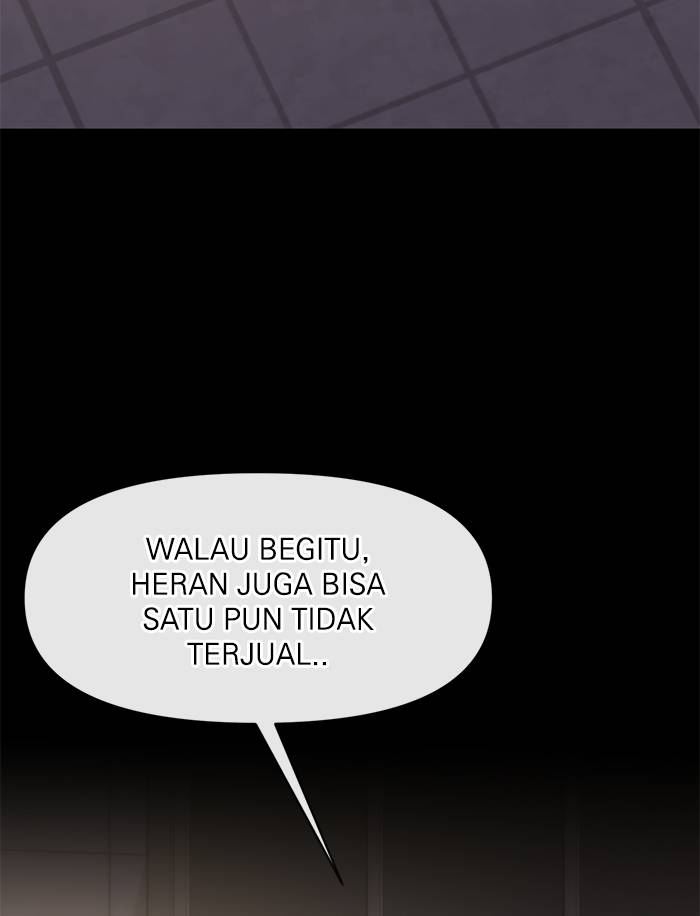 WALAU BEGITU,
HERAN JUGA BISA
SATU PUN TIDAK
TERJUAL..